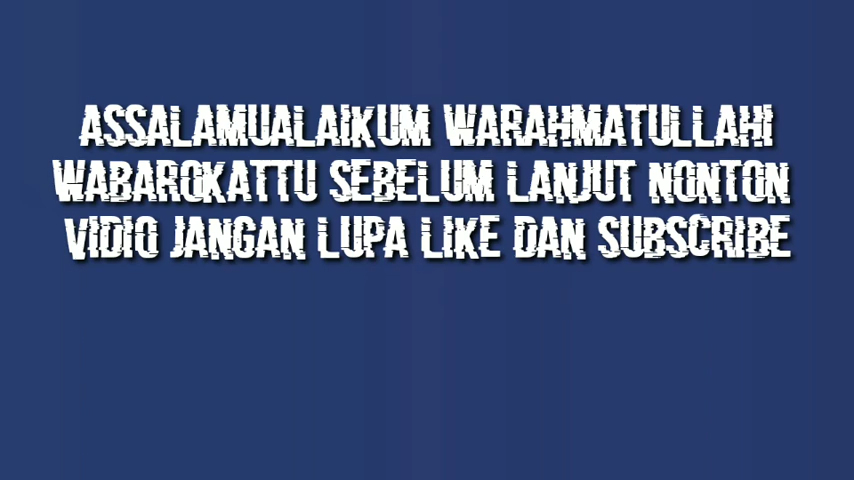 ASSALAMUALAIKUM WARAHMATULLAHI
WABAROKATTU SEBELUM LANJUT NONTON
VIDIO JANGAN LUPA LIKE DAN SUBSCRIBE